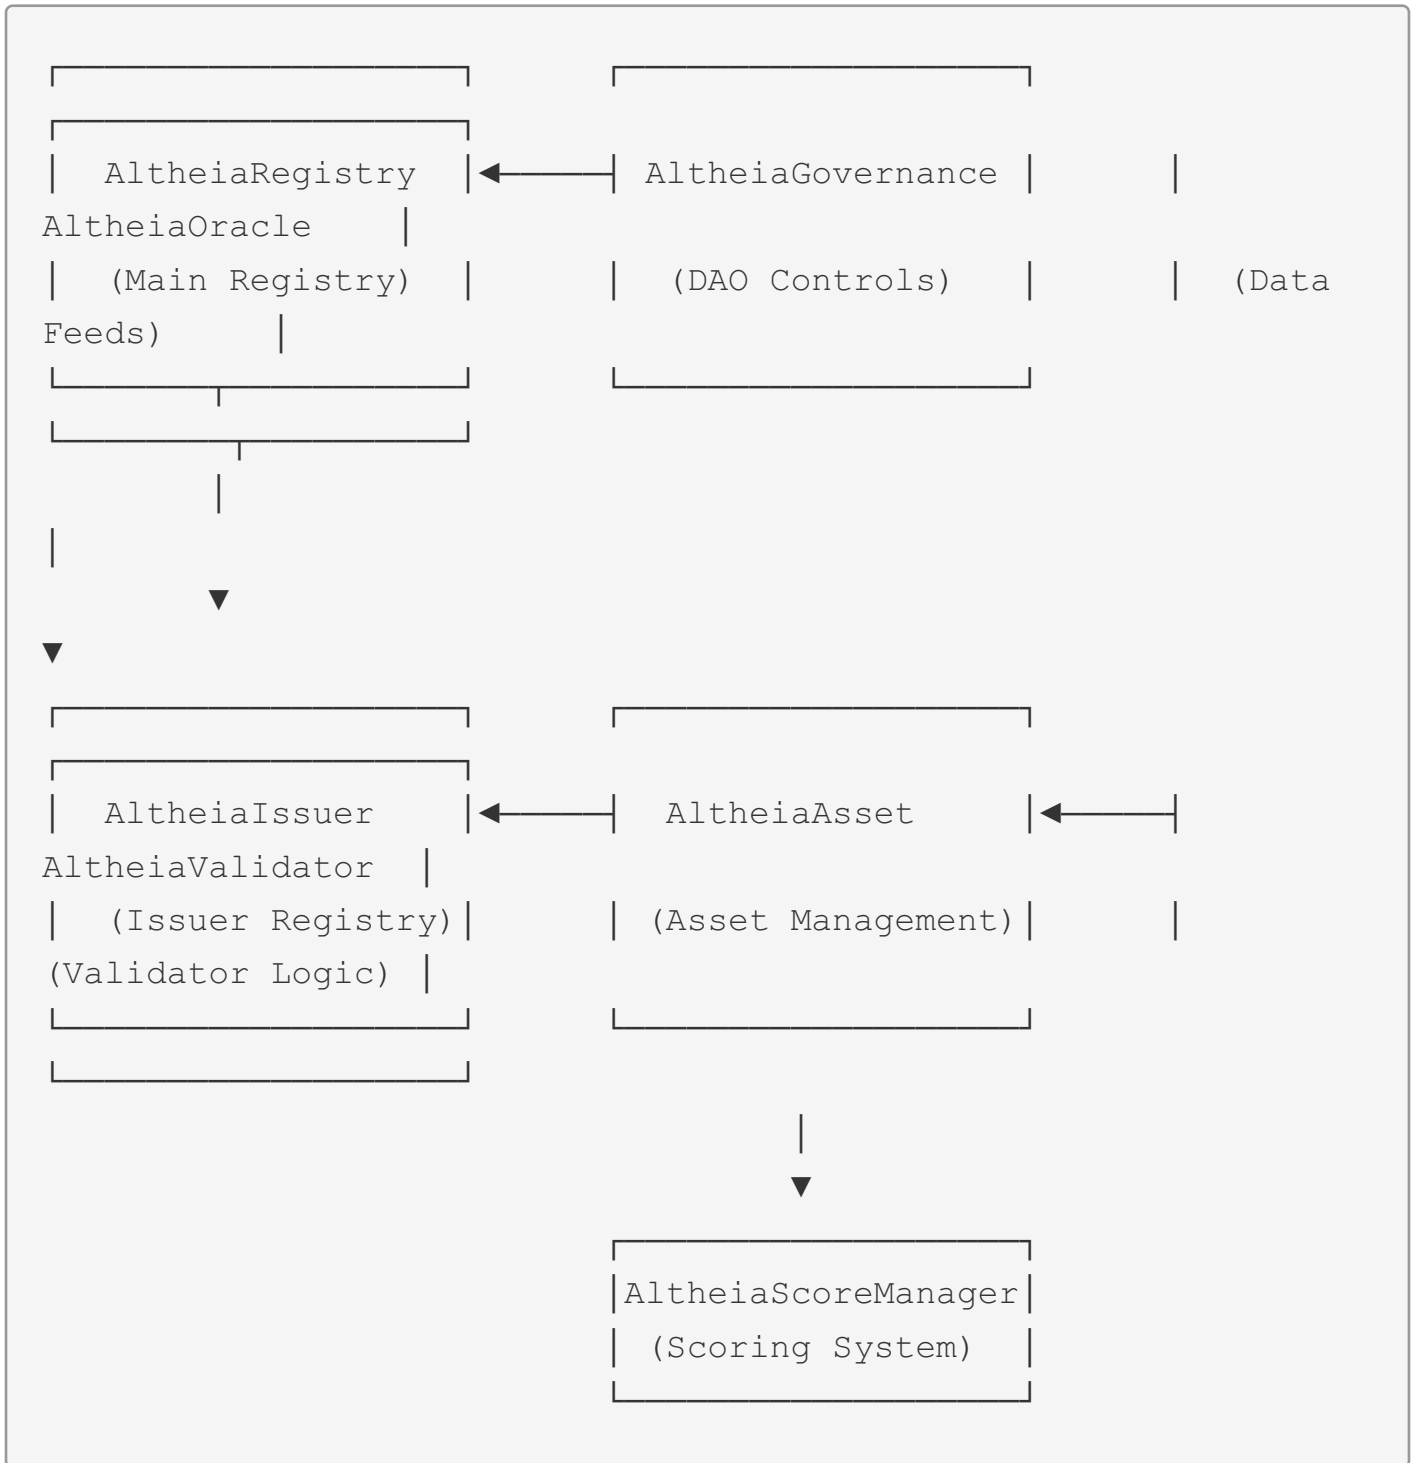 AltheiaRegistry AltheiaGovernance
AltheiaOracle
(Main Registry) (DAO Controls) (Data
Feeds)
AltheiaIssuer AltheiaAsset
AltheiaValidator
(Issuer Registry) (Asset Management)
(Validator Logic)
AltheiaScoreManager
(Scoring System)